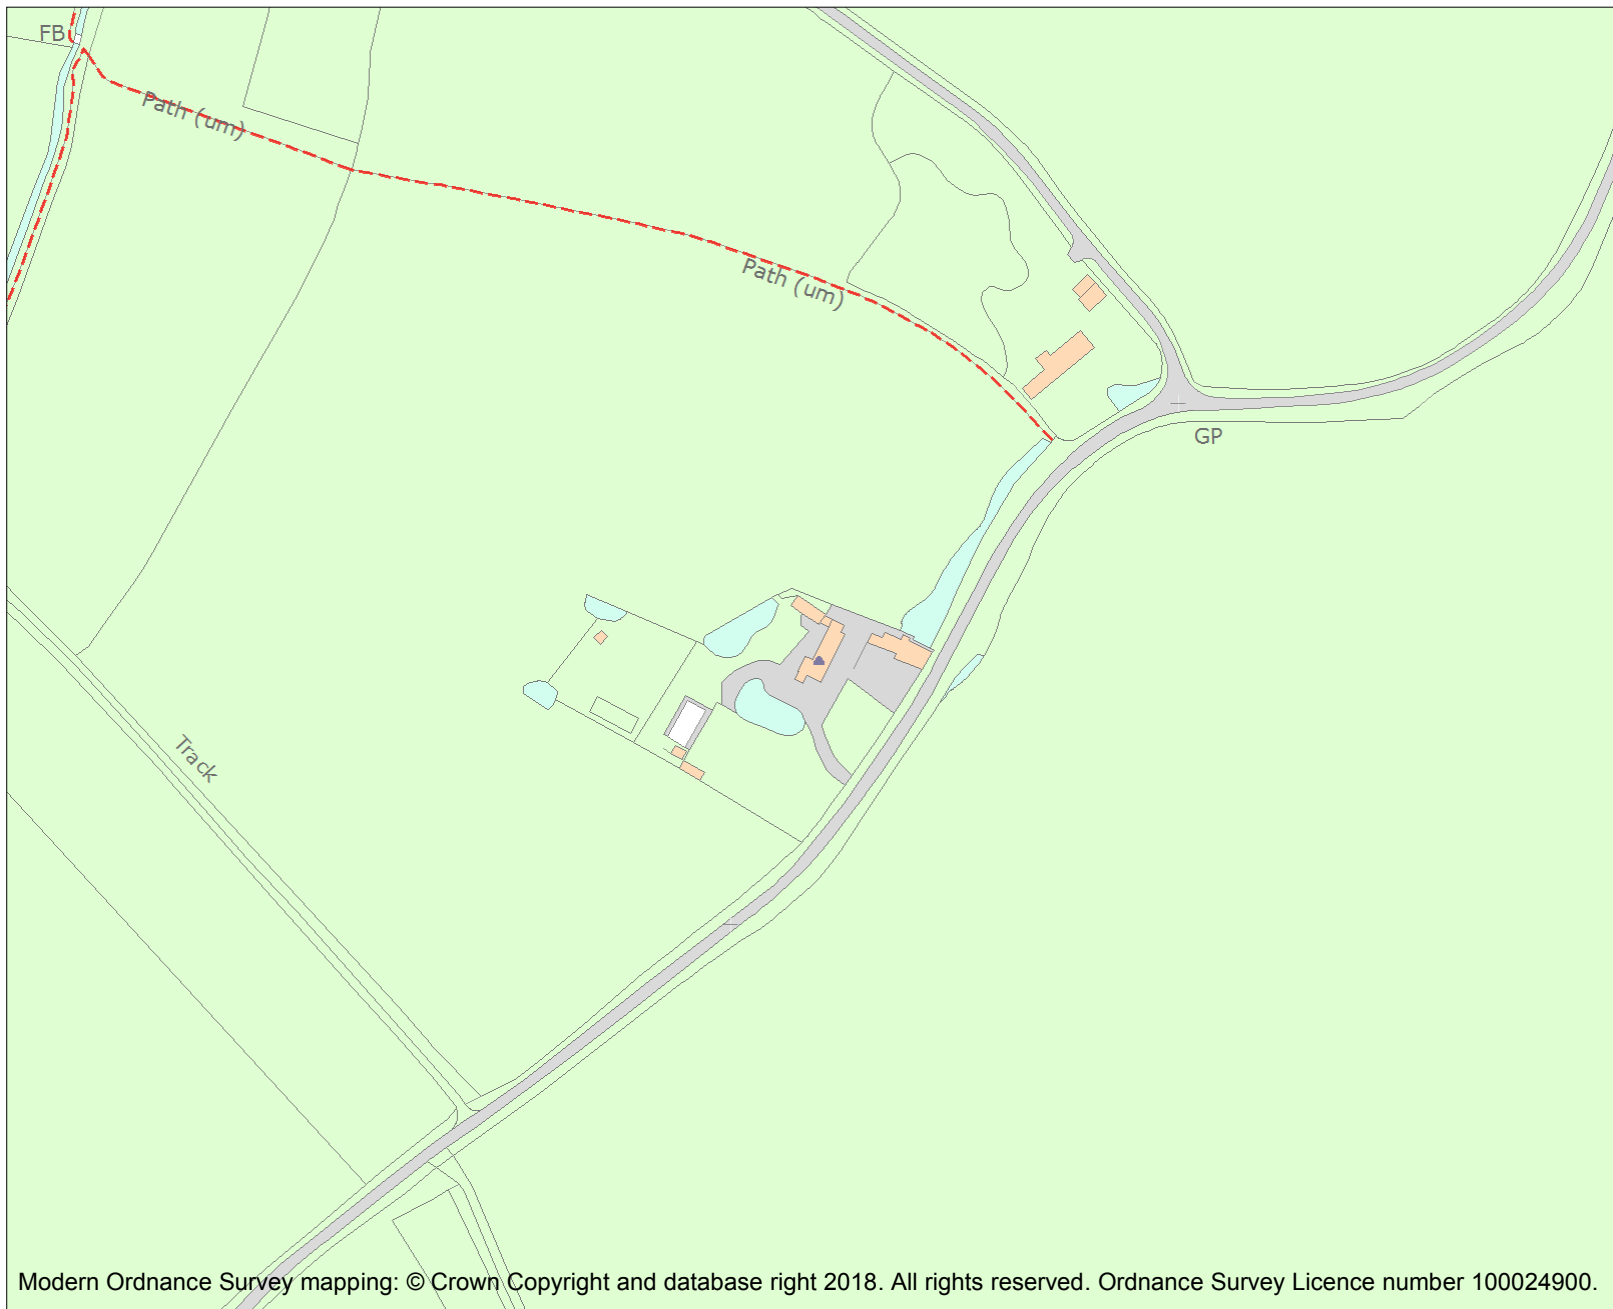 FB
Path (um)
Path (um)
GP
Track
Modern Ordnance Survey mapping: © Crown Copyright and database right 2018. All rights reserved. Ordnance Survey Licence number 100024900.